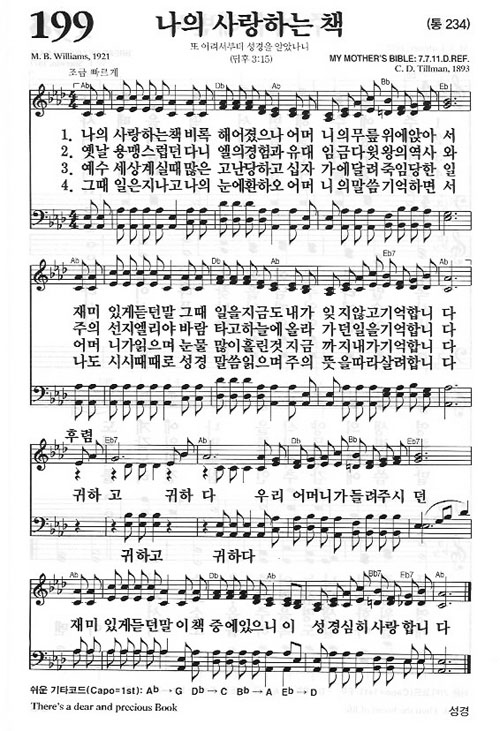 199 나의 사랑하는 책 (통 234)
또 어려서부터 성경을 알았나니
M. B. Williams, 1921 (딤후 3:15) MY MOTHER'S BIBLE: 7.7.11.D.REF.
조금 빠르게 C. D. Tillman, 1893
Ab Db Ab Bb Eb
1. 나의 사랑하는책 비록 해어졌으나 어머 니의무릎 위에앉아 서
2. 옛날 용맹스럽던다니 엘의경험과 유대 임금다윗 왕의역사 와
3. 예수 세상계실때 많은 고난당하고 십자 가에달려 죽임당한 일
4. 그때 일은지나고 나의 눈에환하오 어머 니의말씀 기억하면 서
Ab Db Ab Eb7 Ab
재미 있게듣던말 그때 일을지금도 내가 잊지않고 기억합니 다
주의 선지엘리야 바람 타고하늘에 올라 가던일을 기억합니 다
어머 니가읽으며 눈물 많이흘린것 지금 까지내가 기억합니 다
나도 시시때때로 성경 말씀읽으며 주의 뜻을따라 살려합니 다
후렴
Eb7 Ab Db Bb Bb7 Eb7
귀하 고 귀하 다 우리 어머니가 들려주시 던
귀하고 귀하다
Ab Db Ab Bb7 Eb7 Ab
재미 있게듣던말 이책 중에있으니 이 성경심히 사랑합니 다
쉬운 기타코드(Capo=1st): Ab → G Db → C Bb → A Eb → D
There's a dear and precious Book 성경